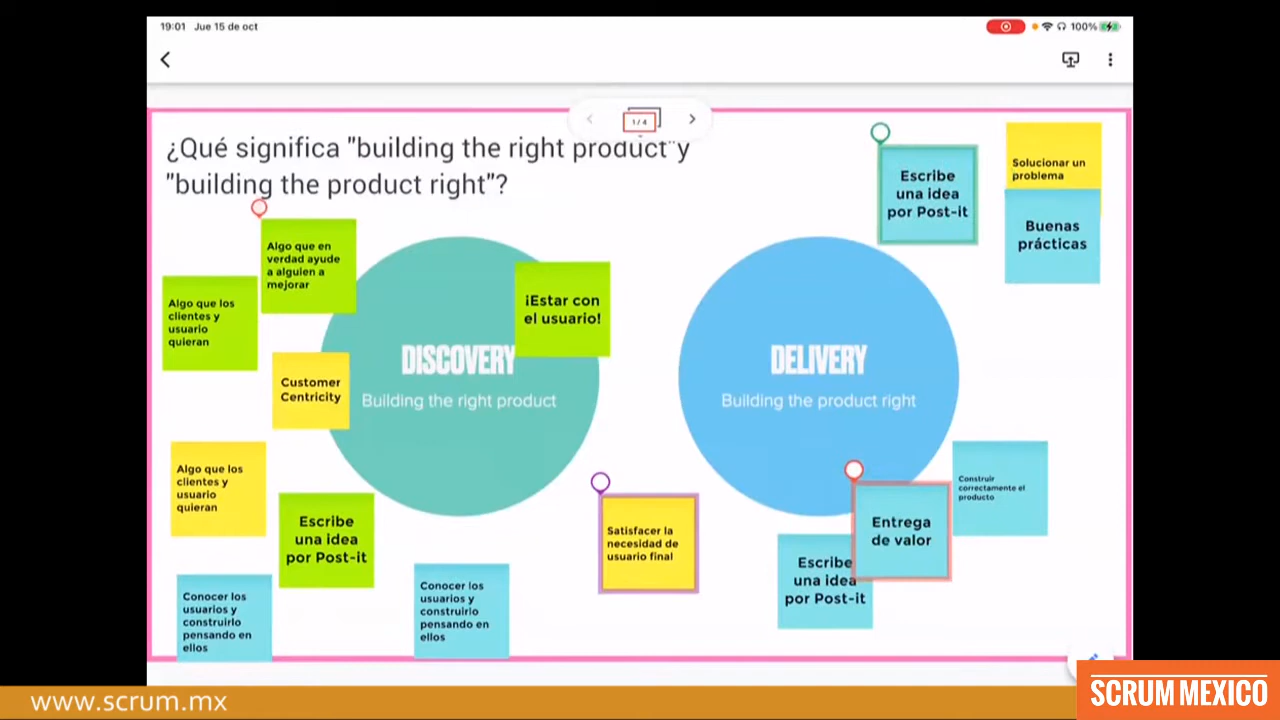 19:01 Jue 15 de oct
100%
1/4
¿Qué significa "building the right product"y
"building the product right"?
Escribe
una idea
por Post-it
Solucionar un
problema
Buenas
prácticas
Algo que en
verdad ayude
a alguien a
mejorar
Algo que los
clientes y
usuario
quieran
¡Estar con
el usuario!
Customer
Centricity
DISCOVERY
Building the right product
DELIVERY
Building the product right
Algo que los
clientes y
usuario
quieran
Escribe
una idea
por Post-it
Satisfacer la
necesidad de
usuario final
Construir
correctamente el
producto
Entrega
de valor
Escribe
una idea
por Post-it
Conocer los
usuarios y
construirlo
pensando en
ellos
Conocer los
usuarios y
construirlo
pensando en
ellos
www.scrum.mx
SCRUM MEXICO